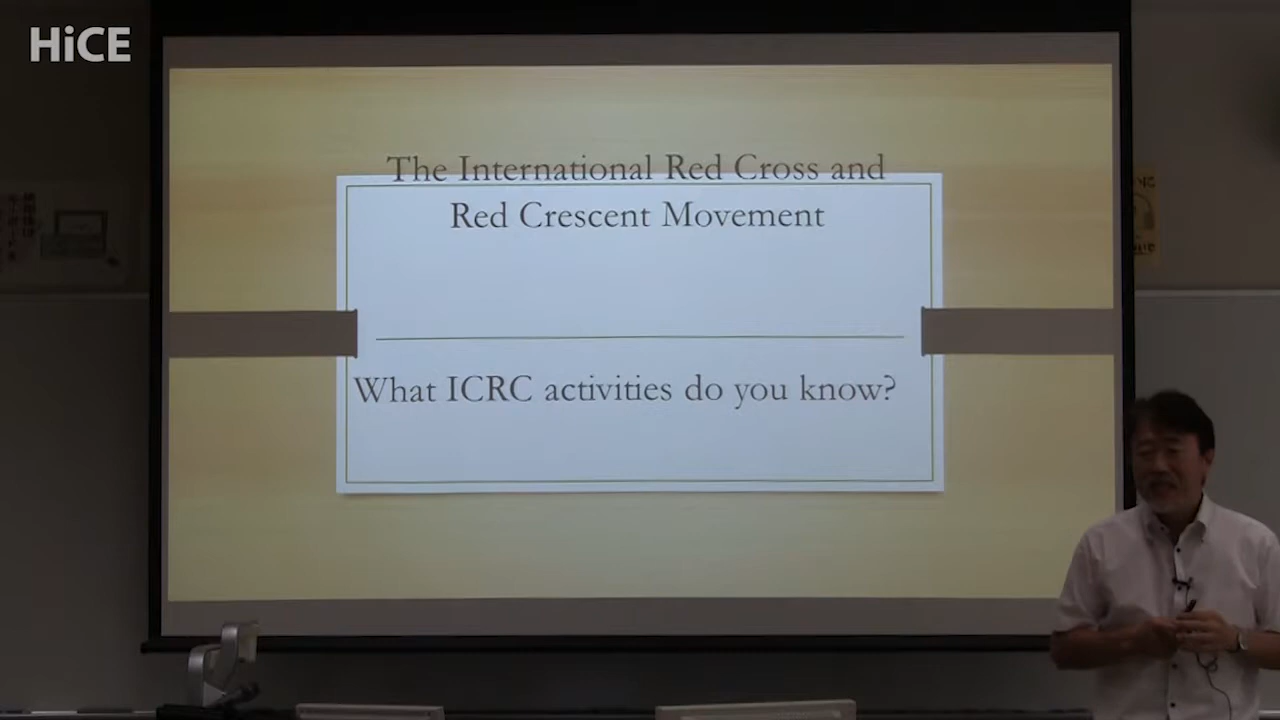 HiCE
The International Red Cross and
Red Crescent Movement
What ICRC activities do you know?